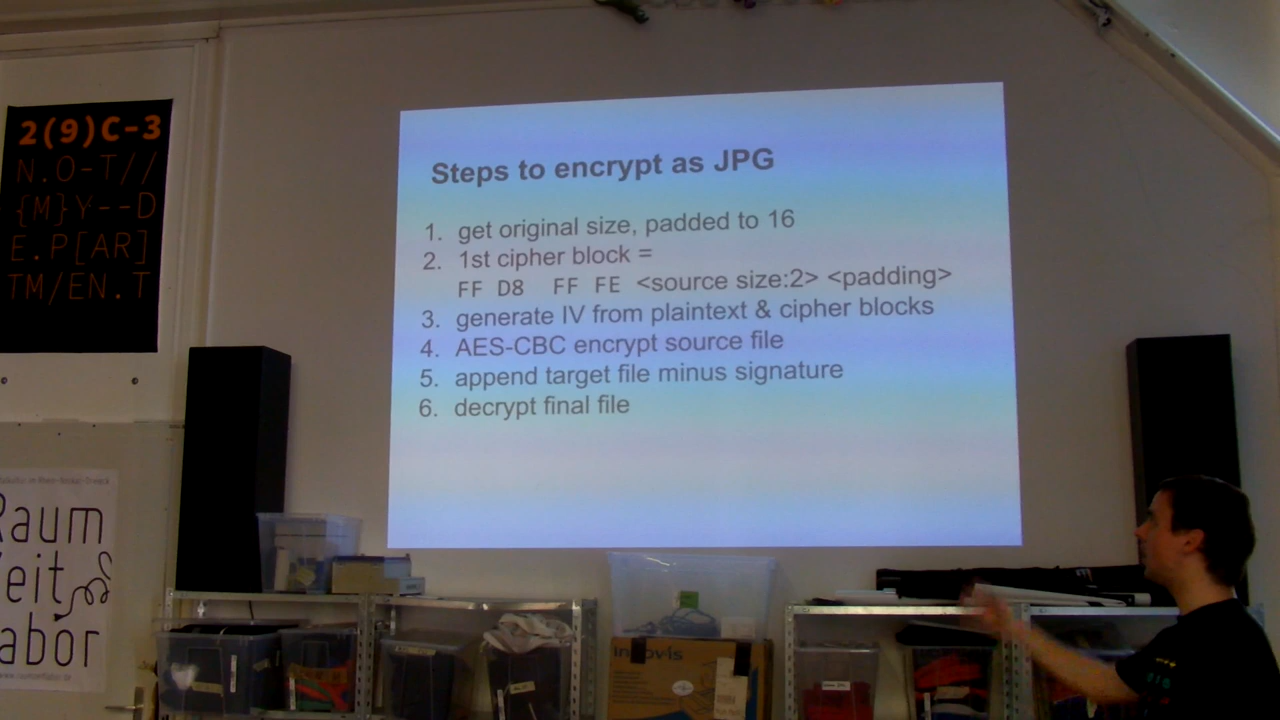 2(9)C-3
N.O-T//
{M}Y--D
E.P[AR]
TM/EN.T
Steps to encrypt as JPG
1. get original size, padded to 16
2. 1st cipher block =
FF D8 FF FE <source size:2> <padding>
3. generate IV from plaintext & cipher blocks
4. AES-CBC encrypt source file
5. append target file minus signature
6. decrypt final file
Raum
Zeit
Labor